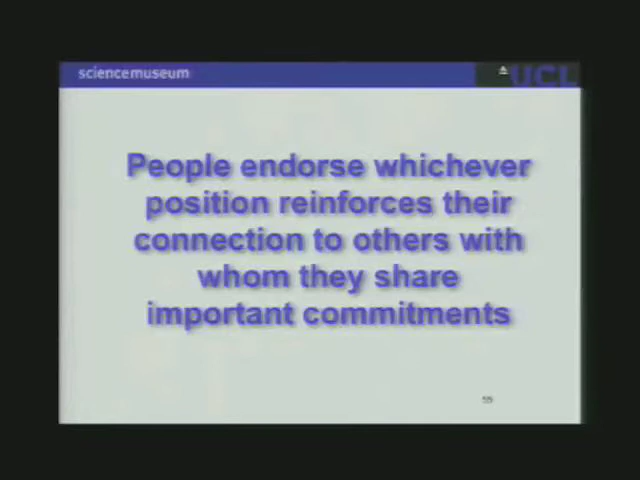 sciencemuseum
UCL
People endorse whichever
position reinforces their
connection to others with
whom they share
important commitments